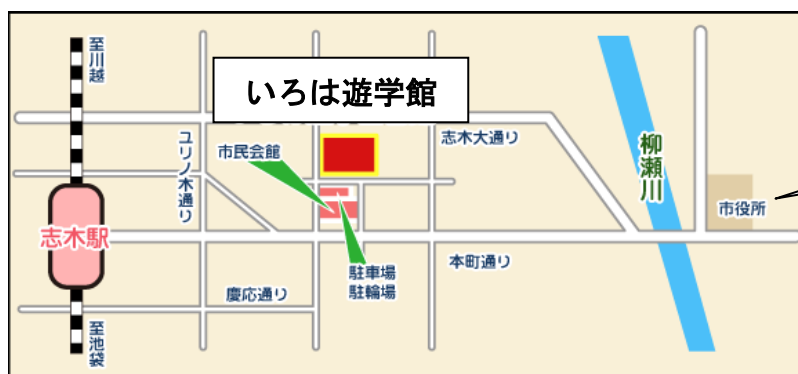 至川越
いろは遊学館
ユリノ木通り
市民会館
志木大通り
柳瀬川
市役所
志木駅
本町通り
駐車場
駐輪場
慶応通り
至池袋